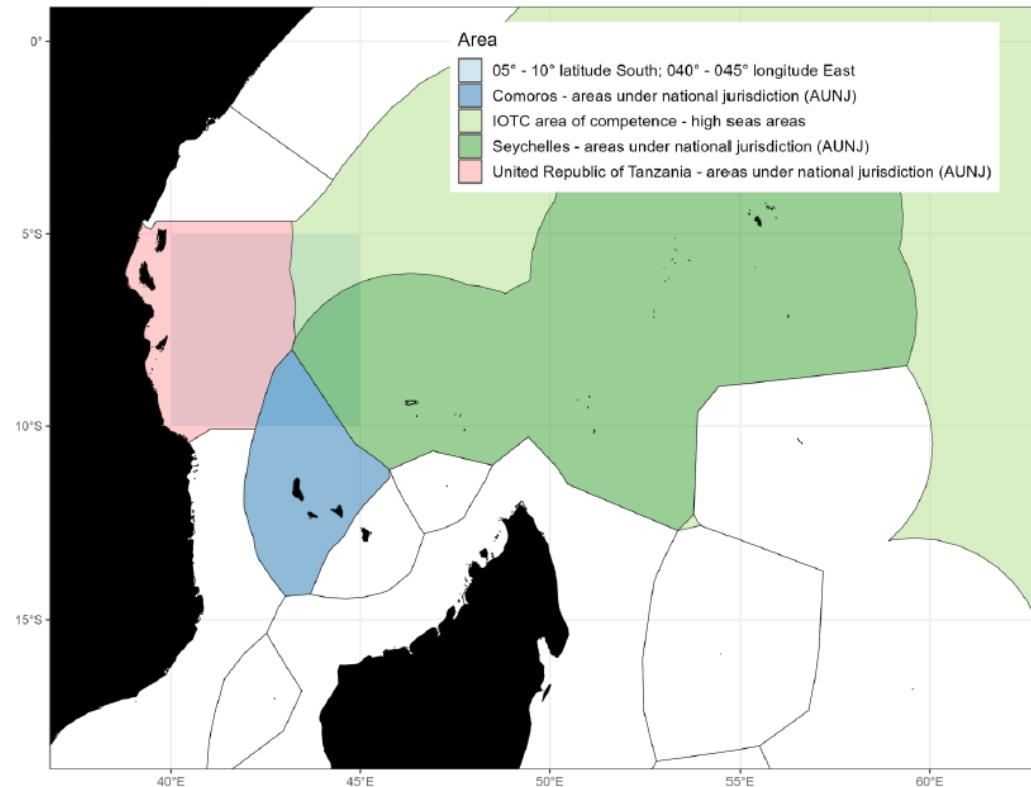 Area
05° - 10° latitude South; 040° - 045° longitude East
Comoros - areas under national jurisdiction (AUNJ)
IOTC area of competence - high seas areas
Seychelles - areas under national jurisdiction (AUNJ)
United Republic of Tanzania - areas under national jurisdiction (AUNJ)
0°
5°S
10°S
15°S
40°E
45°E
50°E
55°E
60°E